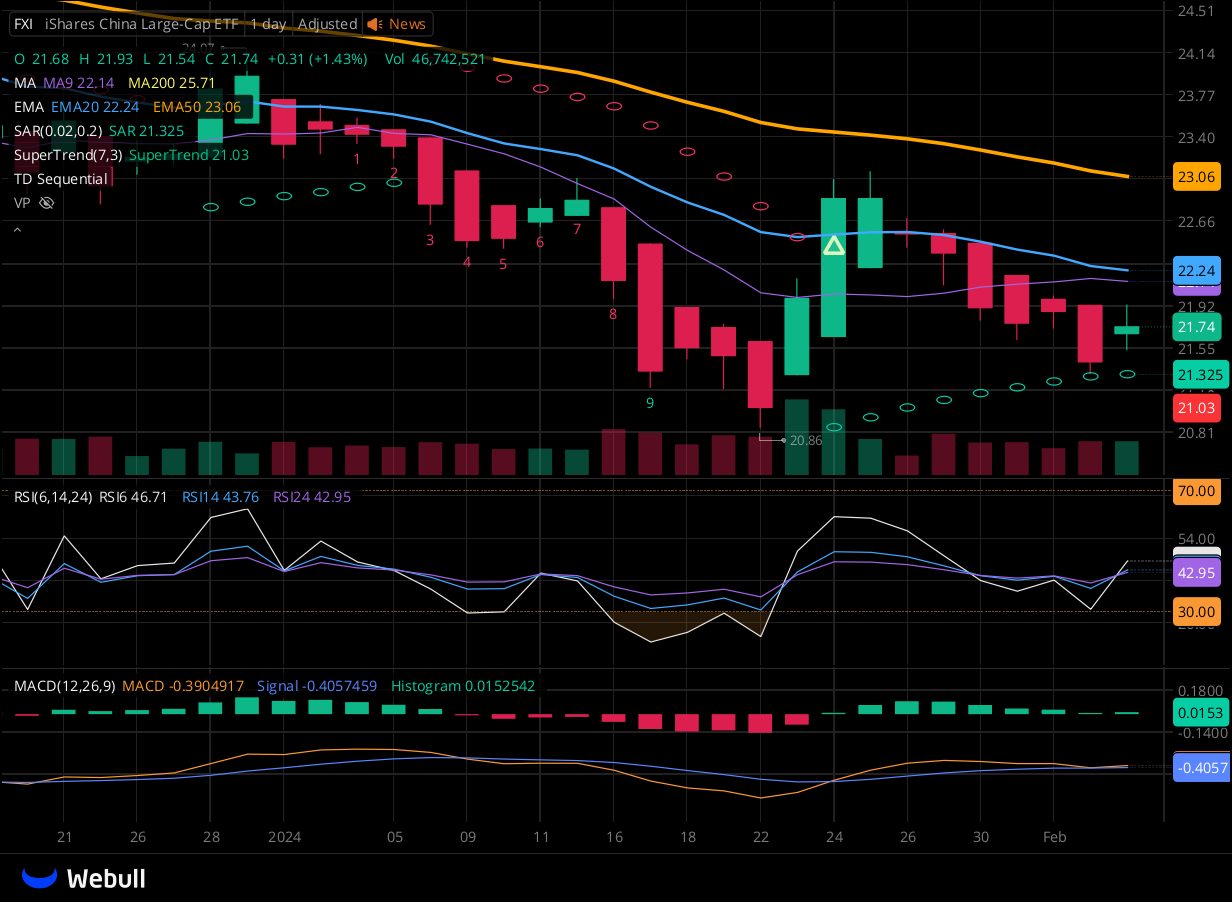 FXI iShares China Large-Cap ETF 1 day Adjusted News
24.07
O 21.68 H 21.93 L 21.54 C 21.74 +0.31 (+1.43%) Vol 46,742,521
MA MA9 22.14 MA200 25.71
EMA EMA20 22.24 EMA50 23.06
SAR(0.02,0.2) SAR 21.325
SuperTrend(7,3) SuperTrend 21.03
TD Sequential
VP
24.51
24.14
23.77
23.40
23.06
22.66
22.24
21.92
21.74
21.55
21.325
21.03
20.81
1
2
3
4
5
6
7
8
9
20.86
RSI(6,14,24) RSI6 46.71 RSI14 43.76 RSI24 42.95
70.00
54.00
42.95
30.00
MACD(12,26,9) MACD -0.3904917 Signal -0.4057459 Histogram 0.0152542
0.1800
0.0153
-0.1400
-0.4057
21 26 28 2024 05 09 11 16 18 22 24 26 30 Feb
Webull